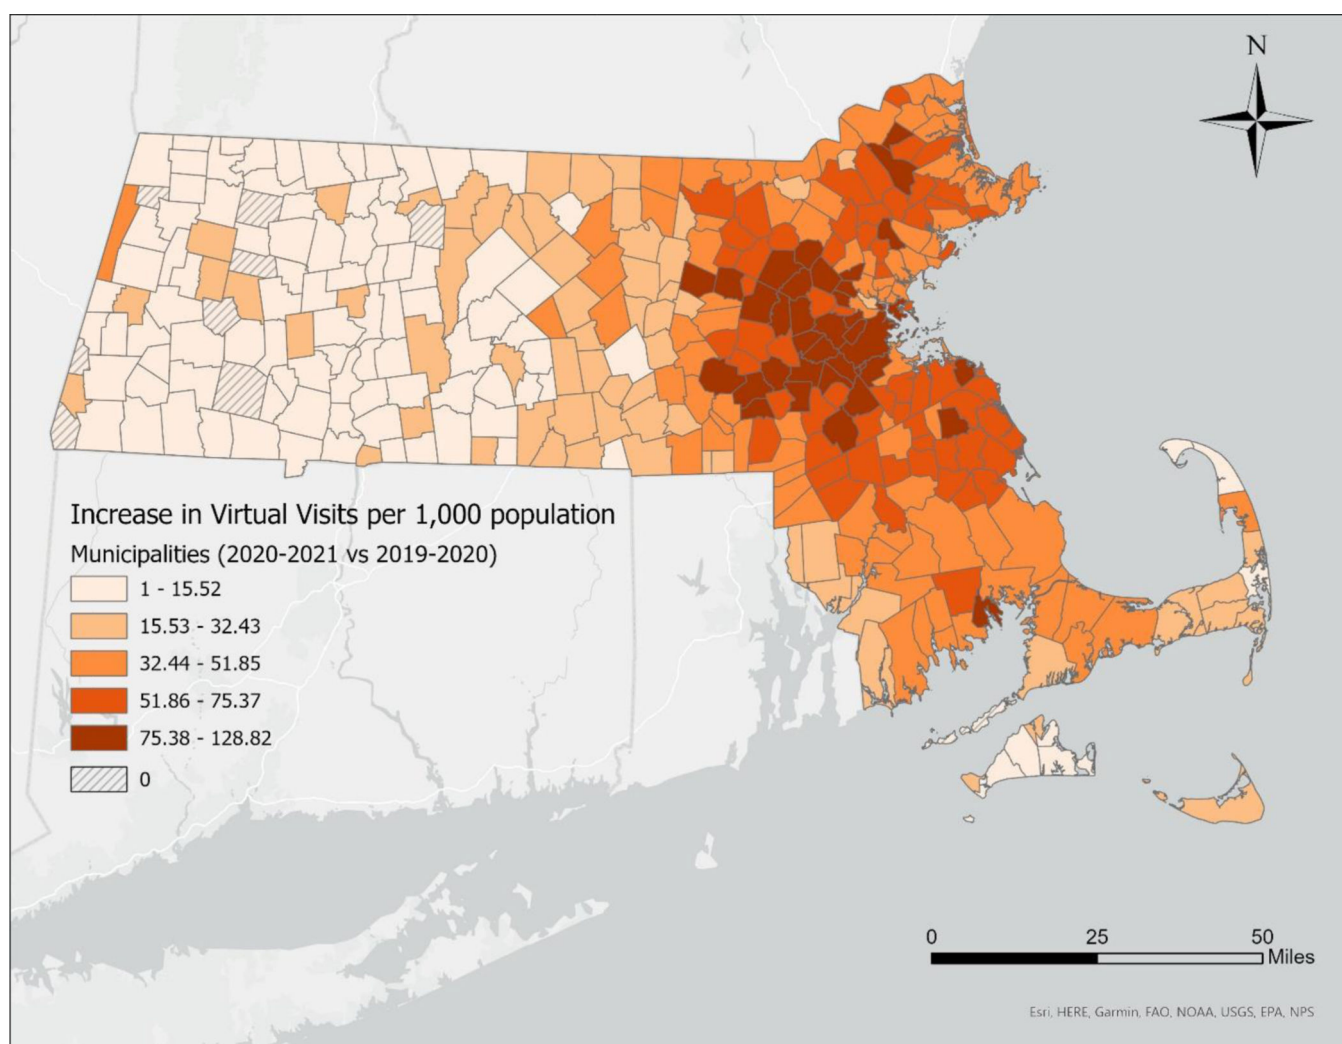 N
Increase in Virtual Visits per 1,000 population
Municipalities (2020-2021 vs 2019-2020)
1 - 15.52
15.53 - 32.43
32.44 - 51.85
51.86 - 75.37
75.38 - 128.82
0
0 25 50
Miles
Esri, HERE, Garmin, FAO, NOAA, USGS, EPA, NPS